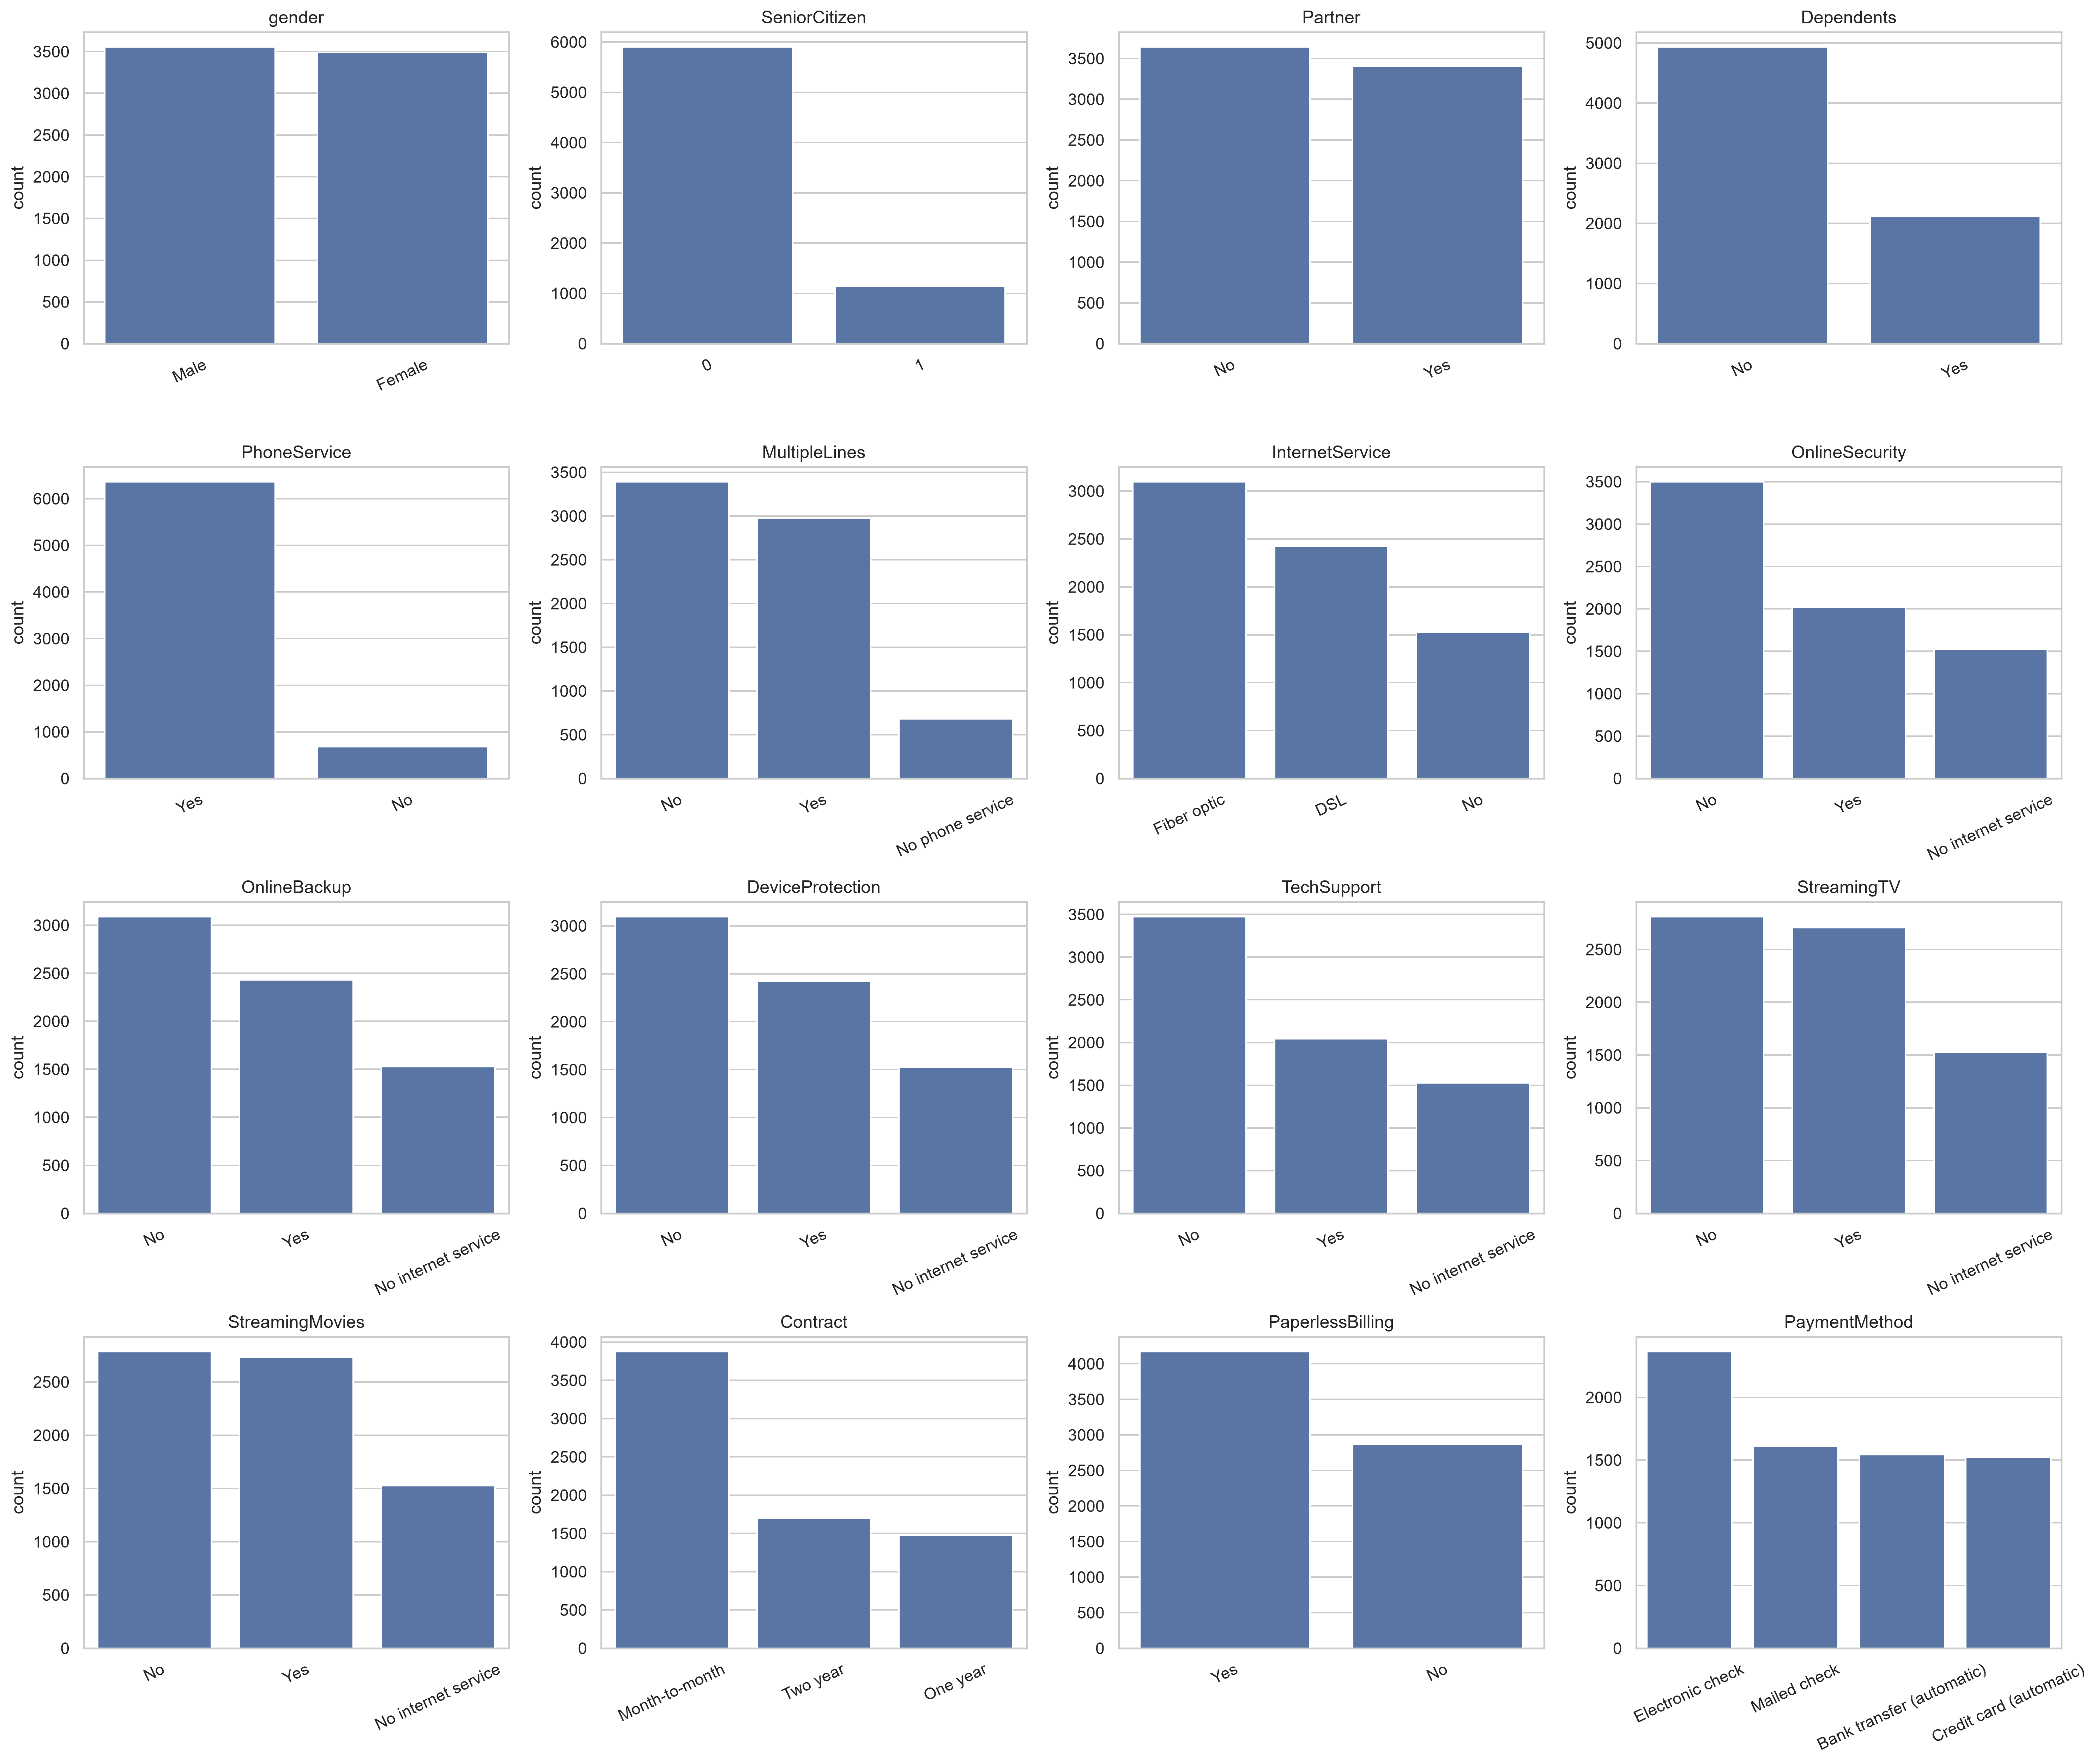 gender
count
3500
3000
2500
2000
1500
1000
500
0
Male
Female
SeniorCitizen
count
6000
5000
4000
3000
2000
1000
0
0
1
Partner
count
3500
3000
2500
2000
1500
1000
500
0
No
Yes
Dependents
count
5000
4000
3000
2000
1000
0
No
Yes
PhoneService
count
6000
5000
4000
3000
2000
1000
0
Yes
No
MultipleLines
count
3500
3000
2500
2000
1500
1000
500
0
No
Yes
No phone service
InternetService
count
3000
2500
2000
1500
1000
500
0
Fiber optic
DSL
No
OnlineSecurity
count
3500
3000
2500
2000
1500
1000
500
0
No
Yes
No internet service
OnlineBackup
count
3000
2500
2000
1500
1000
500
0
No
Yes
No internet service
DeviceProtection
count
3000
2500
2000
1500
1000
500
0
No
Yes
No internet service
TechSupport
count
3500
3000
2500
2000
1500
1000
500
0
No
Yes
No internet service
StreamingTV
count
2500
2000
1500
1000
500
0
No
Yes
No internet service
StreamingMovies
count
2500
2000
1500
1000
500
0
No
Yes
No internet service
Contract
count
4000
3500
3000
2500
2000
1500
1000
500
0
Month-to-month
Two year
One year
PaperlessBilling
count
4000
3500
3000
2500
2000
1500
1000
500
0
Yes
No
PaymentMethod
count
2000
1500
1000
500
0
Electronic check
Mailed check
Bank transfer (automatic)
Credit card (automatic)